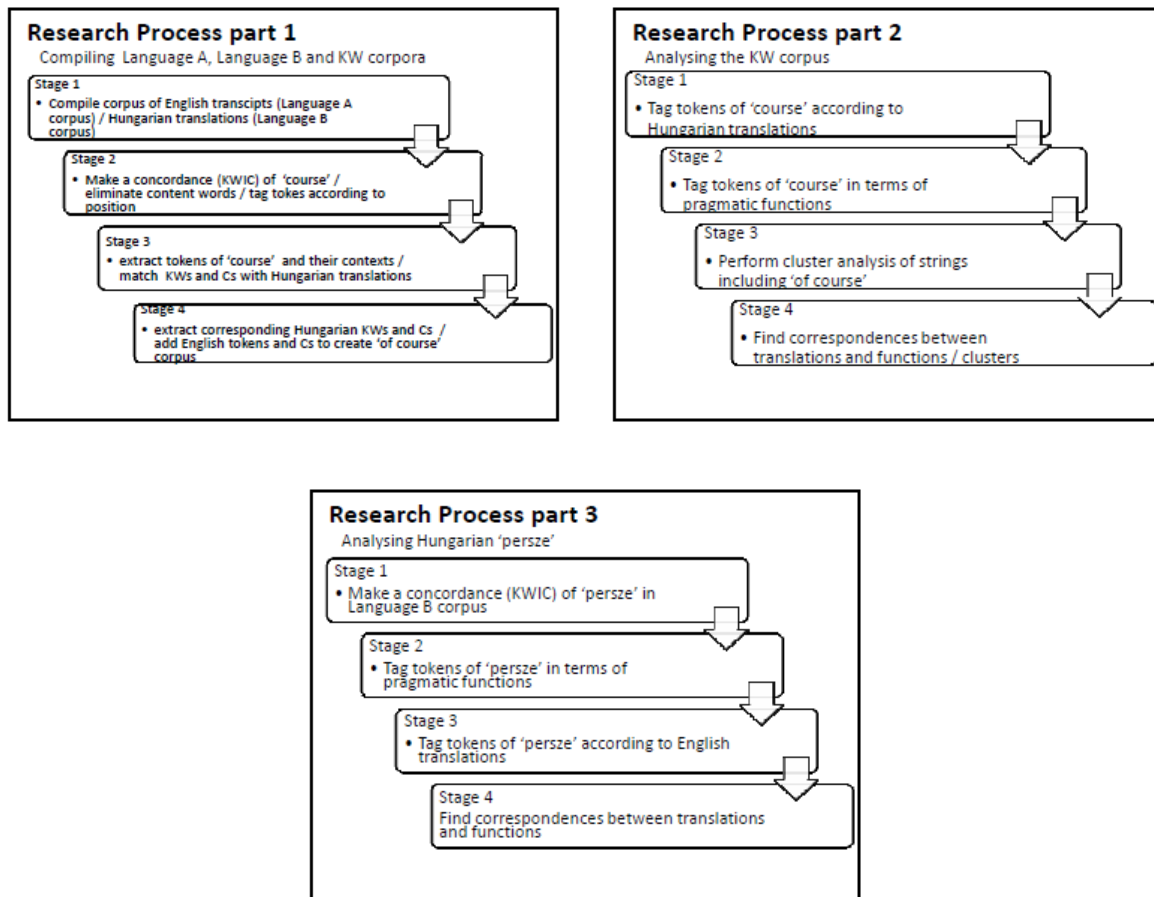 Research Process part 1
Compiling Language A, Language B and KW corpora
Stage 1
• Compile corpus of English transcipts (Language A
corpus) / Hungarian translations (Language B
corpus)
Stage 2
• Make a concordance (KWIC) of 'course' /
eliminate content words / tag tokes according to
position
Stage 3
• extract tokens of 'course' and their contexts /
match KWs and Cs with Hungarian translations
Stage 4
• extract corresponding Hungarian KWs and Cs /
add English tokens and Cs to create 'of course'
corpus
Research Process part 2
Analysing the KW corpus
Stage 1
• Tag tokens of 'course' according to
Hungarian translations
Stage 2
• Tag tokens of 'course' in terms of
pragmatic functions
Stage 3
• Perform cluster analysis of strings
including 'of course'
Stage 4
• Find correspondences between
translations and functions / clusters
Research Process part 3
Analysing Hungarian 'persze'
Stage 1
• Make a concordance (KWIC) of 'persze' in
Language B corpus
Stage 2
• Tag tokens of 'persze' in terms of
pragmatic functions
Stage 3
• Tag tokens of 'persze' according to English
translations
Stage 4
Find correspondences between translations
and functions